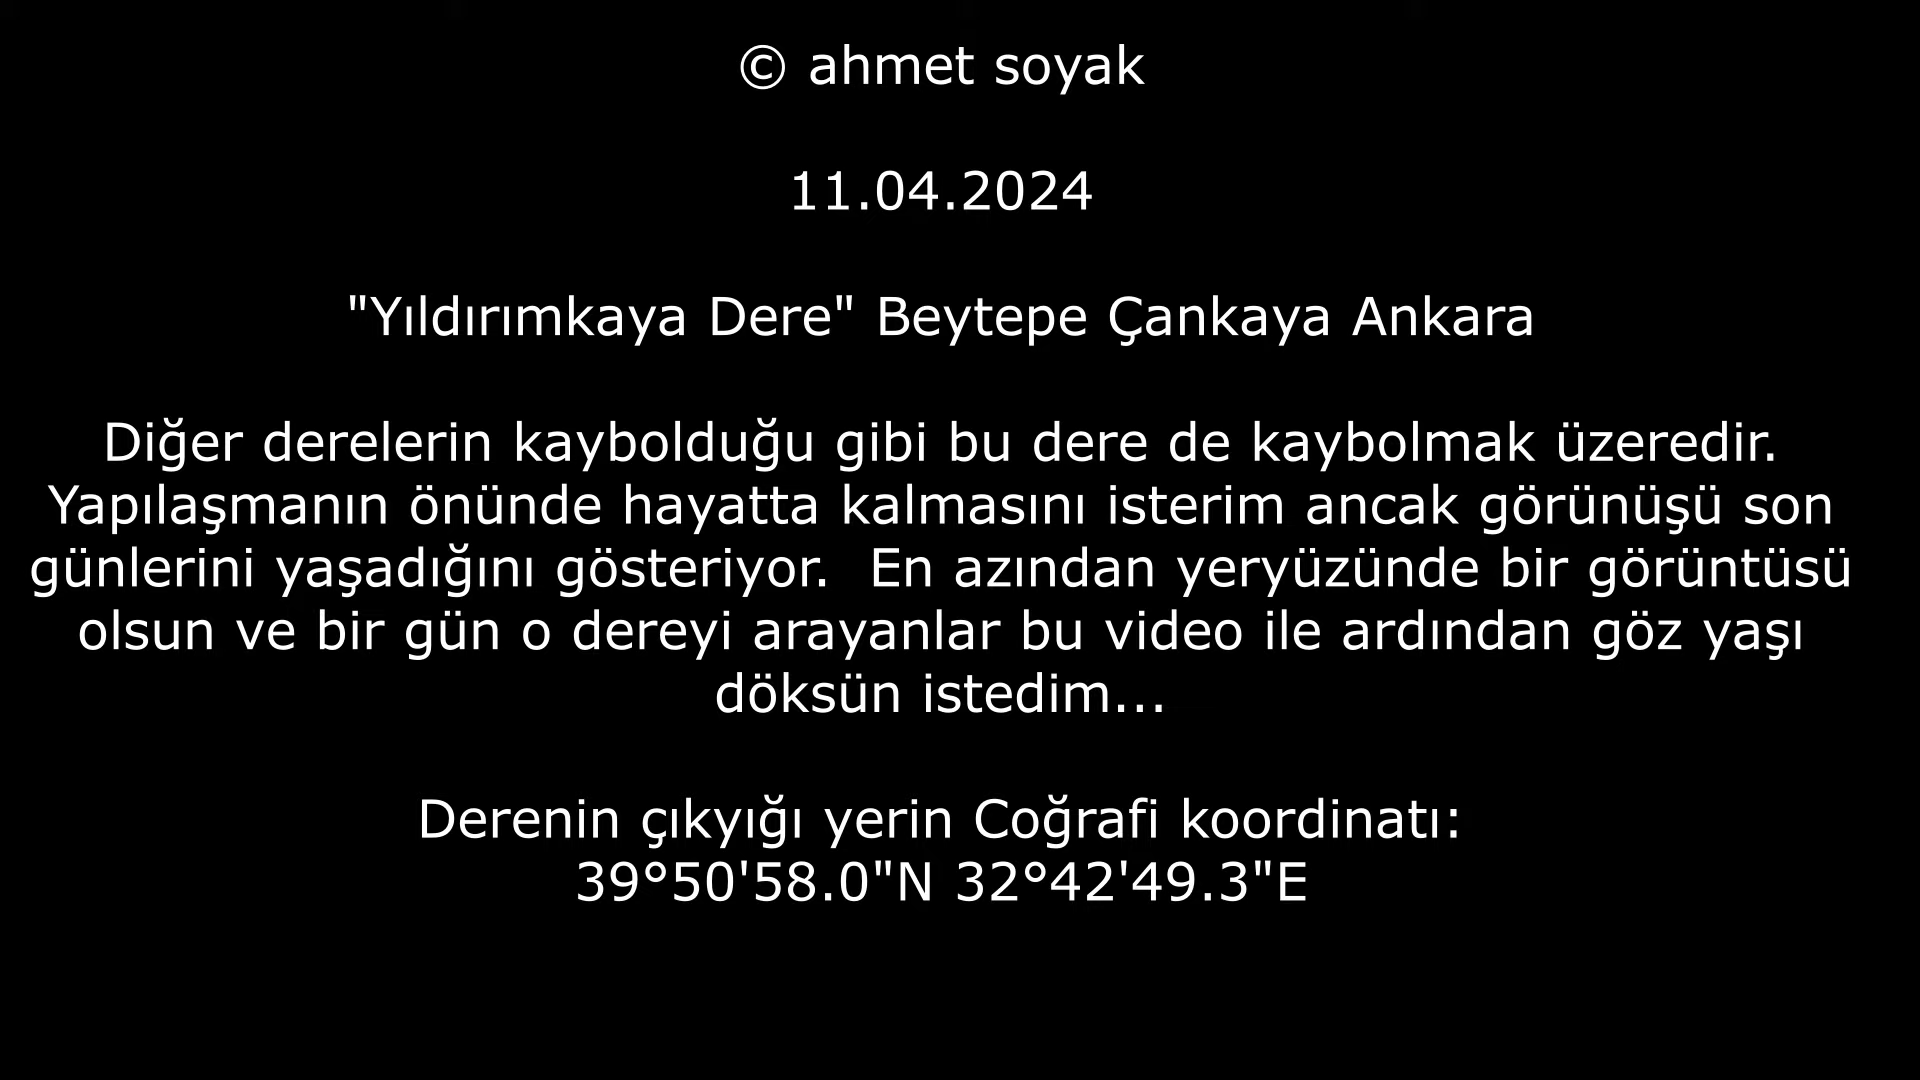 © ahmet soyak
11.04.2024
"Yıldırımkaya Dere" Beytepe Çankaya Ankara
Diğer derelerin kaybolduğu gibi bu dere de kaybolmak üzeredir.
Yapılaşmanın önünde hayatta kalmasını isterim ancak görünüşü son
günlerini yaşadığını gösteriyor.  En azından yeryüzünde bir görüntüsü
olsun ve bir gün o dereyi arayanlar bu video ile ardından göz yaşı
döksün istedim...
Derenin çıkyığı yerin Coğrafi koordinatı:
39°50'58.0"N 32°42'49.3"E